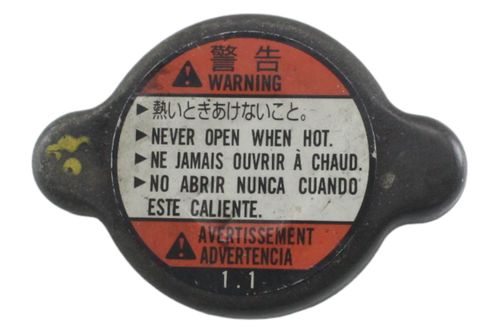 警告
WARNING
▶熱いときあけないこと。
▶NEVER OPEN WHEN HOT.
▶NE JAMAIS OUVRIR À CHAUD.
▶NO ABRIR NUNCA CUANDO
ESTE CALIENTE.
AVERTISSEMENT
ADVERTENCIA
1.1